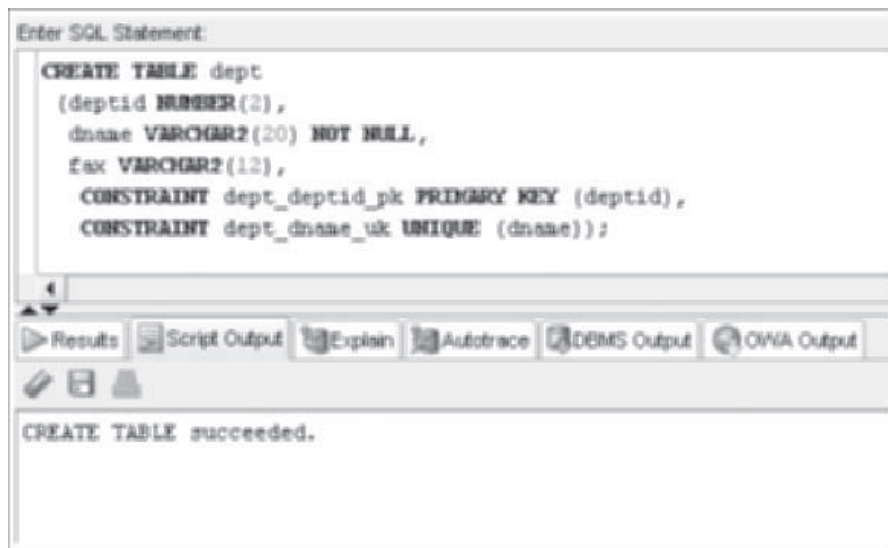 Enter SQL Statement:
CREATE TABLE dept
(deptid NUMBER(2),
dname VARCHAR2(20) NOT NULL,
fax VARCHAR2(12),
CONSTRAINT dept_deptid_pk PRIMARY KEY (deptid),
CONSTRAINT dept_dname_uk UNIQUE (dname));
Results Script Output Explain Autotrace DBMS Output OWA Output
CREATE TABLE succeeded.